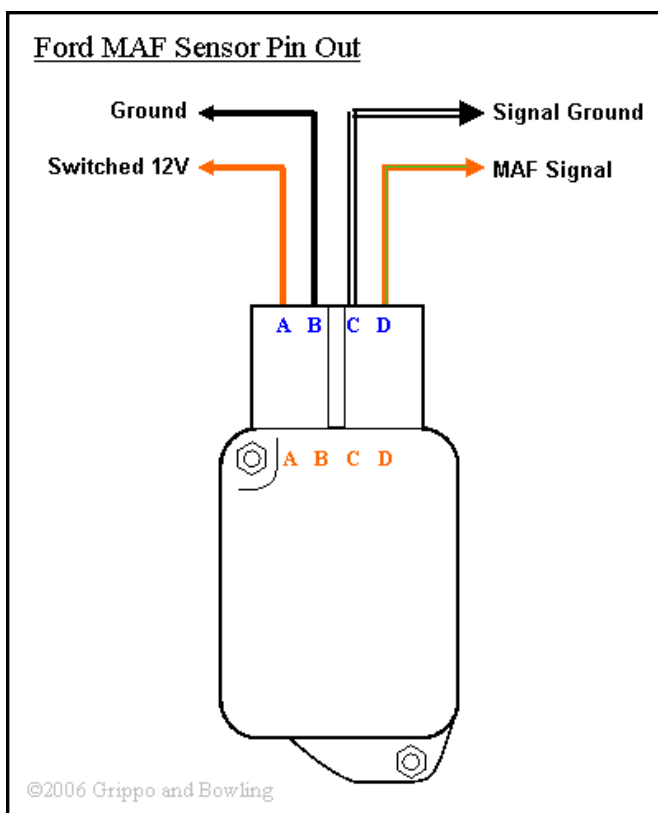 Ford MAF Sensor Pin Out
Ground
Signal Ground
Switched 12V
MAF Signal
A B C D
A B C D
©2006 Grippo and Bowling